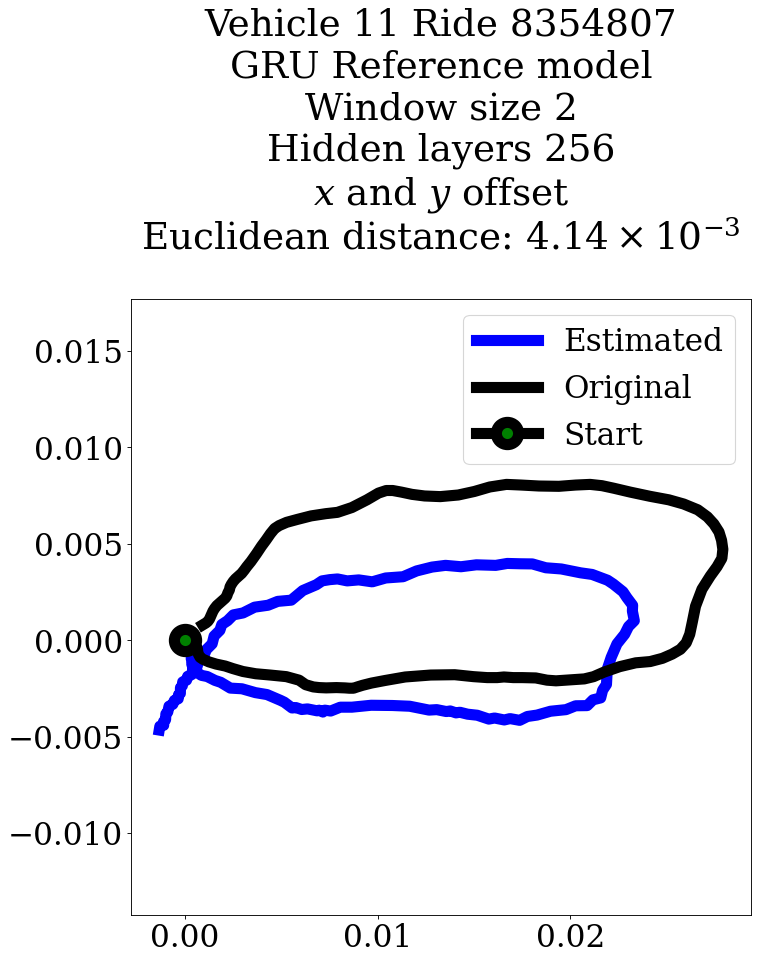 Vehicle 11 Ride 8354807
GRU Reference model
Window size 2
Hidden layers 256
x and y offset
Euclidean distance: 4.14 × 10⁻³
Estimated
Original
Start
0.015
0.010
0.005
0.000
−0.005
−0.010
0.00 0.01 0.02